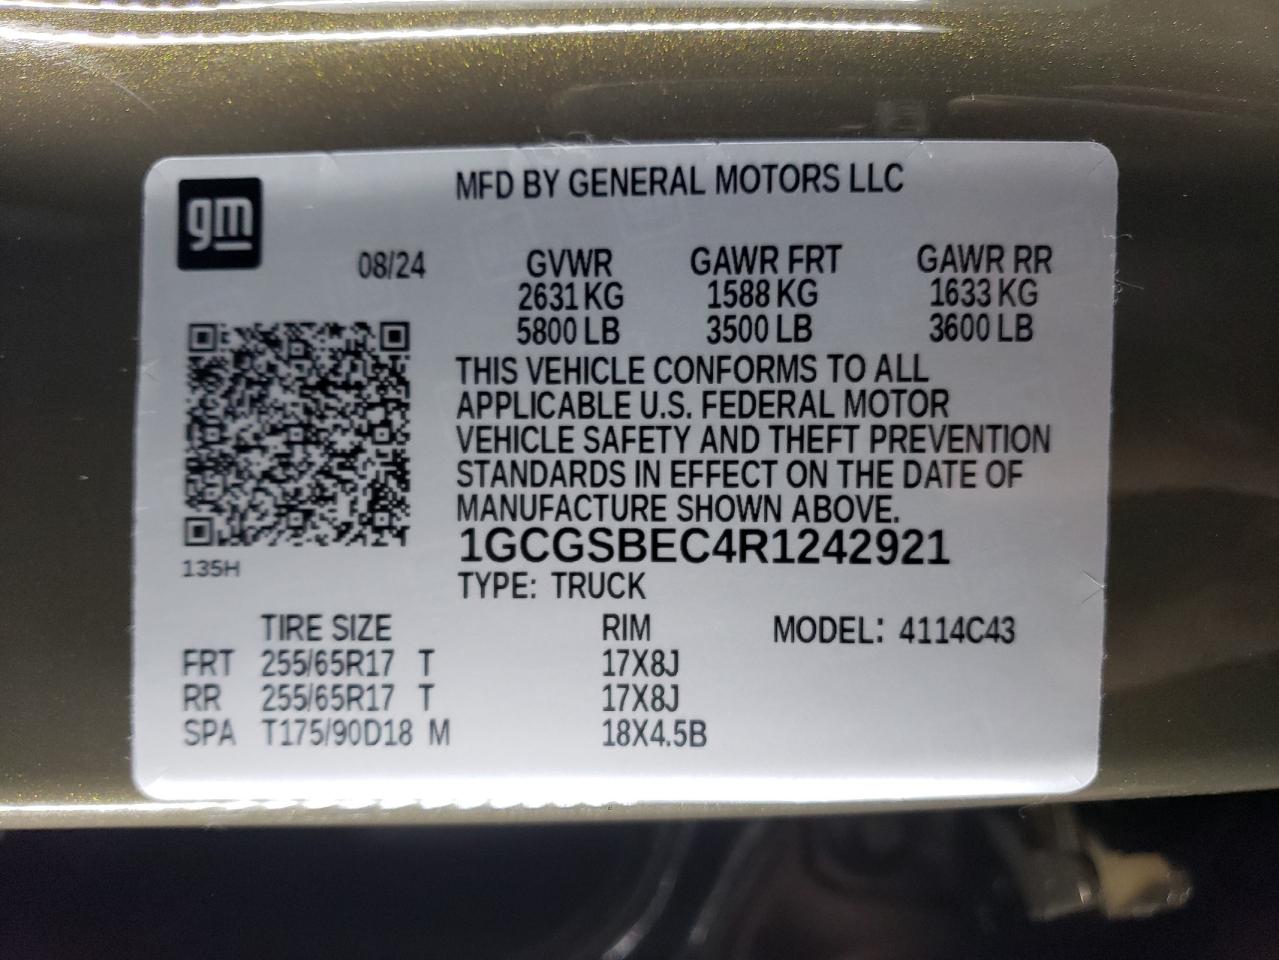 gm
MFD BY GENERAL MOTORS LLC
08/24 GVWR GAWR FRT GAWR RR
2631 KG 1588 KG 1633 KG
5800 LB 3500 LB 3600 LB
THIS VEHICLE CONFORMS TO ALL
APPLICABLE U.S. FEDERAL MOTOR
VEHICLE SAFETY AND THEFT PREVENTION
STANDARDS IN EFFECT ON THE DATE OF
MANUFACTURE SHOWN ABOVE.
1GCGSBEC4R1242921
135H
TYPE: TRUCK
TIRE SIZE RIM MODEL: 4114C43
FRT 255/65R17 T 17X8J
RR 255/65R17 T 17X8J
SPA T175/90D18 M 18X4.5B